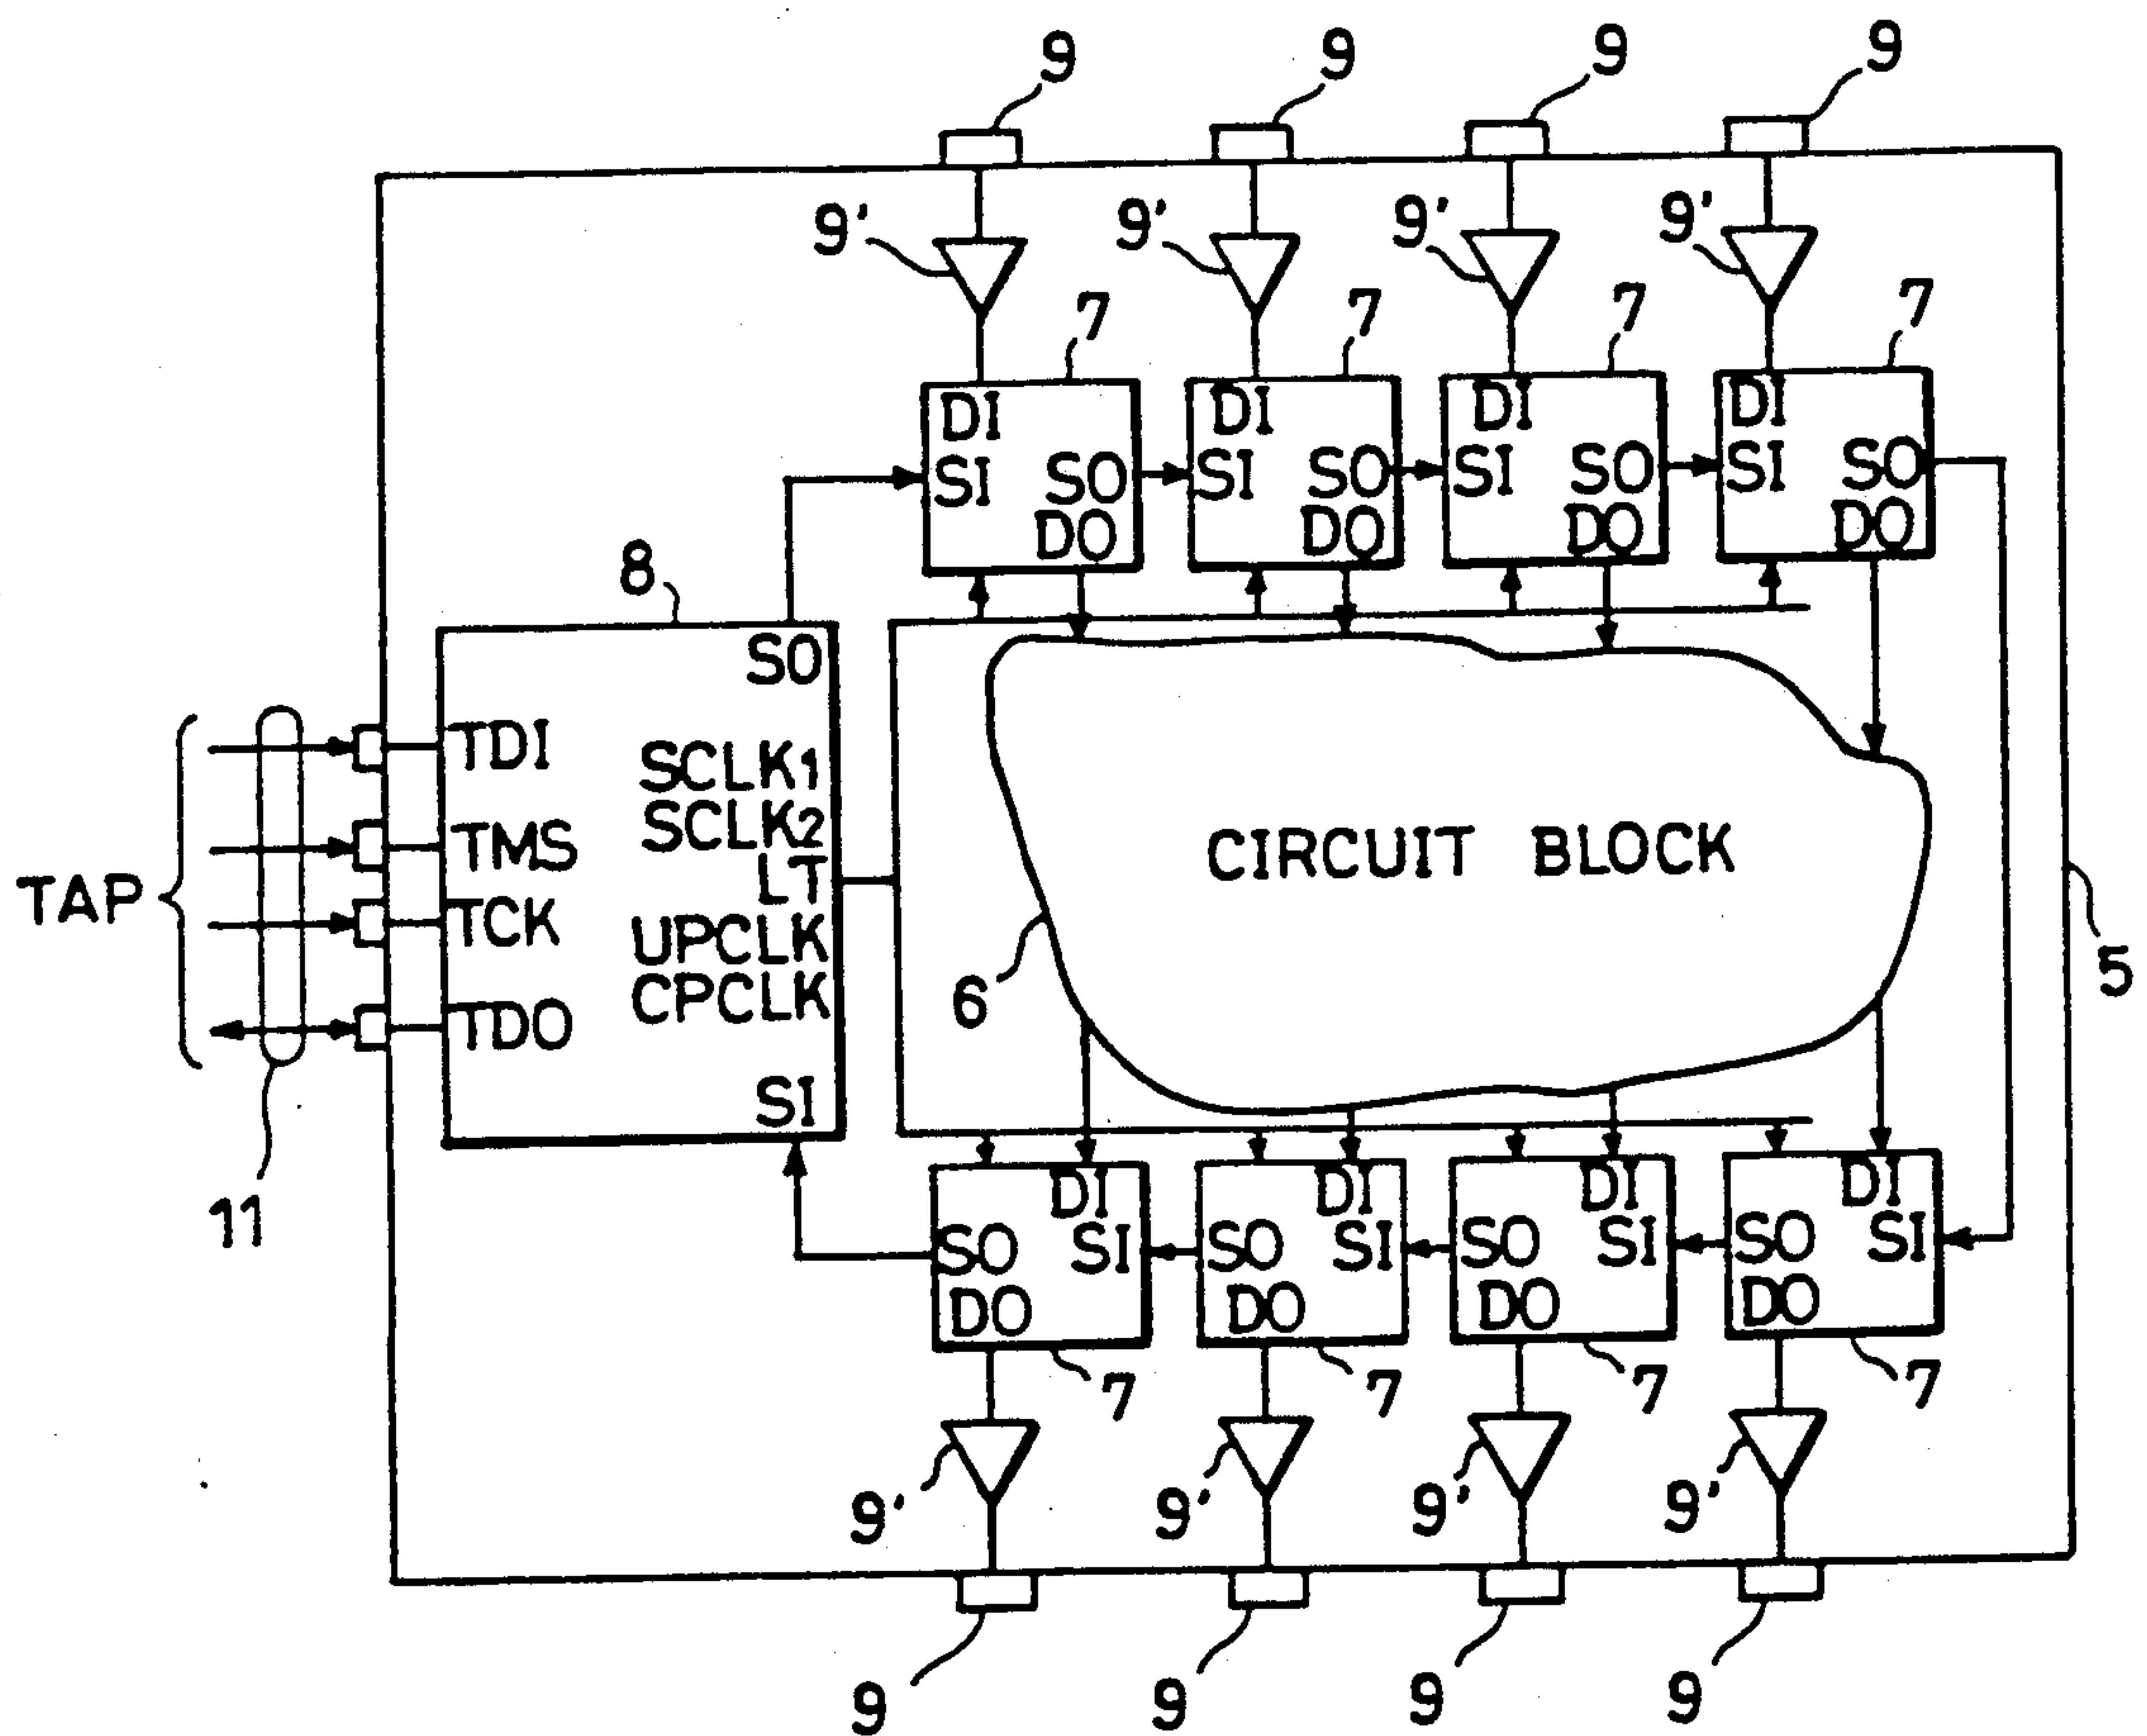 9 9 9 9
9' 9' 9' 9'
7 7 7 7
DI DI DI DI
SI SO SI SO SI SO SI SO
DO DO DO DO
8
SO
TDI
SCLK1
SCLK2
TMS
LT
CIRCUIT BLOCK
TAP
TCK
UPCLK
CPCLK
6
5
TDO
SI
11
DI DI DI DI
SO SI SO SI SO SI SO SI
DO DO DO DO
7 7 7 7
9' 9' 9' 9'
9 9 9 9